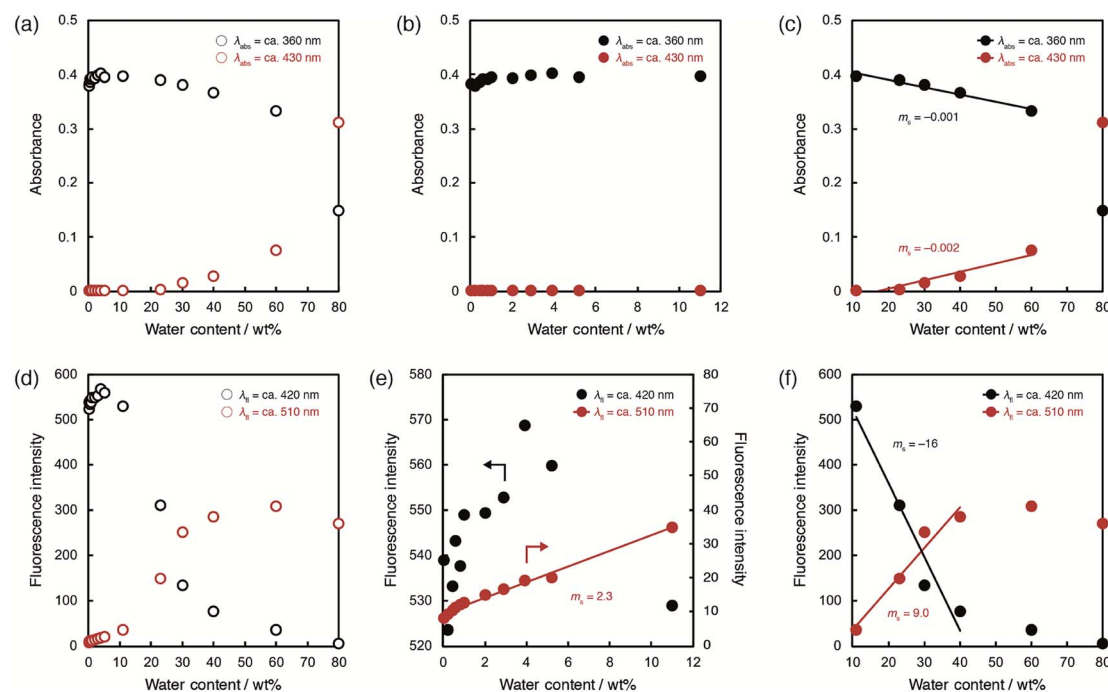 (a)
0.5
0.4
0.3
0.2
0.1
0
Absorbance
λabs = ca. 360 nm
λabs = ca. 430 nm
0 10 20 30 40 50 60 70 80
Water content / wt%
(b)
0.5
0.4
0.3
0.2
0.1
0
Absorbance
λabs = ca. 360 nm
λabs = ca. 430 nm
0 2 4 6 8 10 12
Water content / wt%
(c)
0.5
0.4
0.3
0.2
0.1
0
Absorbance
λabs = ca. 360 nm
λabs = ca. 430 nm
ms = –0.001
ms = –0.002
10 20 30 40 50 60 70 80
Water content / wt%
(d)
600
500
400
300
200
100
0
Fluorescence intensity
λfl = ca. 420 nm
λfl = ca. 510 nm
0 10 20 30 40 50 60 70 80
Water content / wt%
(e)
580
570
560
550
540
530
520
Fluorescence intensity
λfl = ca. 420 nm
λfl = ca. 510 nm
ms = 2.3
80
70
60
50
40
30
20
10
0
Fluorescence intensity
0 2 4 6 8 10 12
Water content / wt%
(f)
600
500
400
300
200
100
0
Fluorescence intensity
λfl = ca. 420 nm
λfl = ca. 510 nm
ms = –16
ms = 9.0
10 20 30 40 50 60 70 80
Water content / wt%